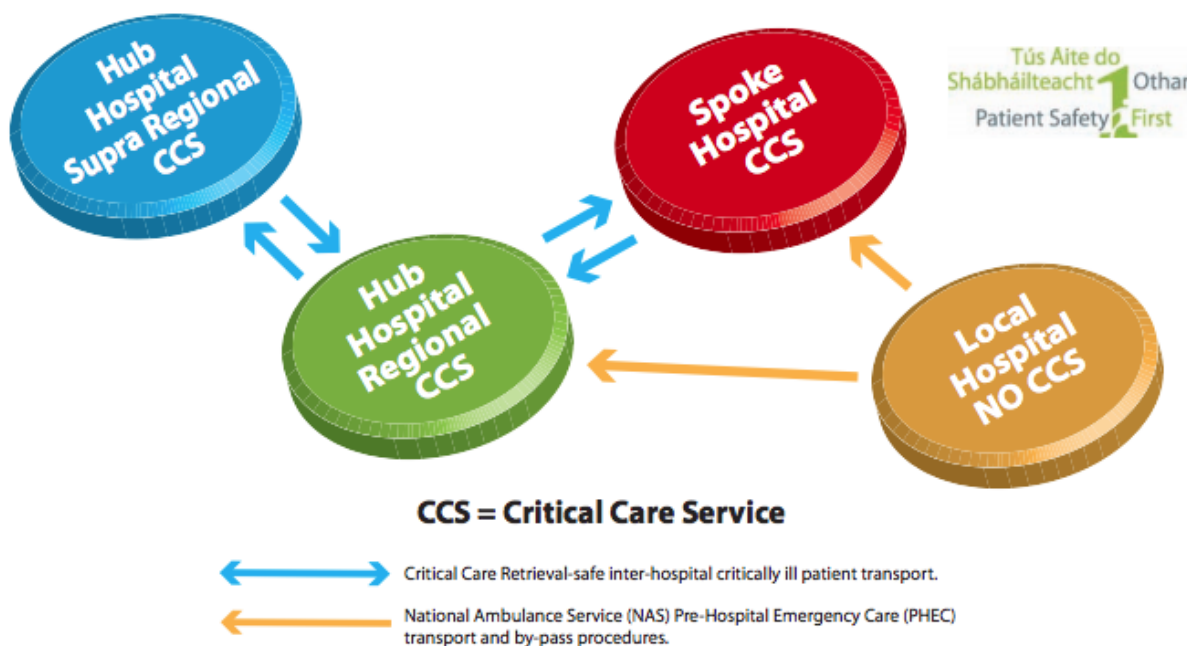 Hub
Hospital
Supra Regional
CCS
Spoke
Hospital
CCS
Tús Aite do
Shábháilteacht
Othar
Patient Safety
First
Hub
Hospital
Regional
CCS
Local
Hospital
NO CCS
CCS = Critical Care Service
Critical Care Retrieval-safe inter-hospital critically ill patient transport.
National Ambulance Service (NAS) Pre-Hospital Emergency Care (PHEC)
transport and by-pass procedures.